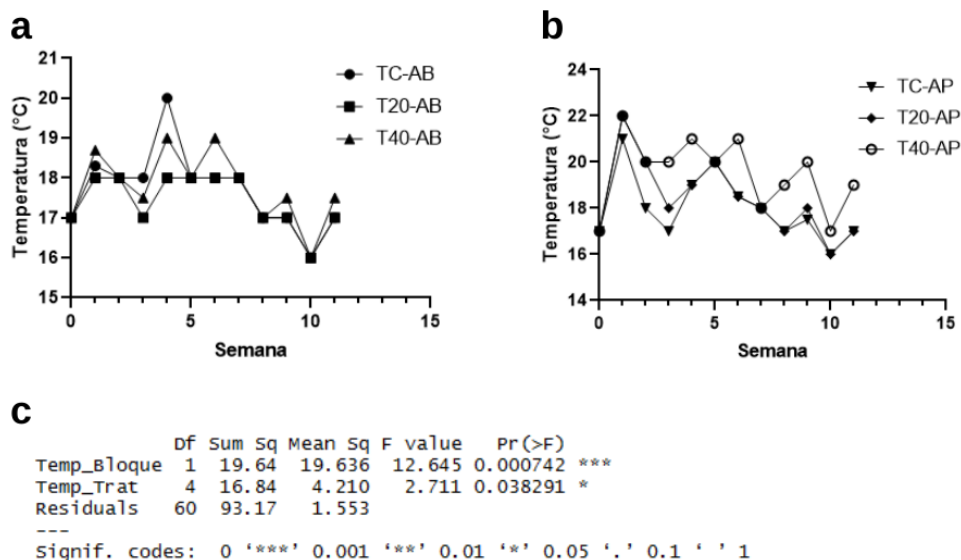 a
b
21
20
19
18
17
16
15
Temperatura (°C)
TC-AB
T20-AB
T40-AB
0
5
10
15
Semana
24
22
20
18
16
14
Temperatura (°C)
TC-AP
T20-AP
T40-AP
0
5
10
15
Semana
c
Df Sum Sq Mean Sq F value Pr(>F)
Temp_Bloque 1 19.64 19.636 12.645 0.000742 ***
Temp_Trat 4 16.84 4.210 2.711 0.038291 *
Residuals 60 93.17 1.553
---
Signif. codes: 0 ‘***’ 0.001 ‘**’ 0.01 ‘*’ 0.05 ‘.’ 0.1 ‘ ’ 1